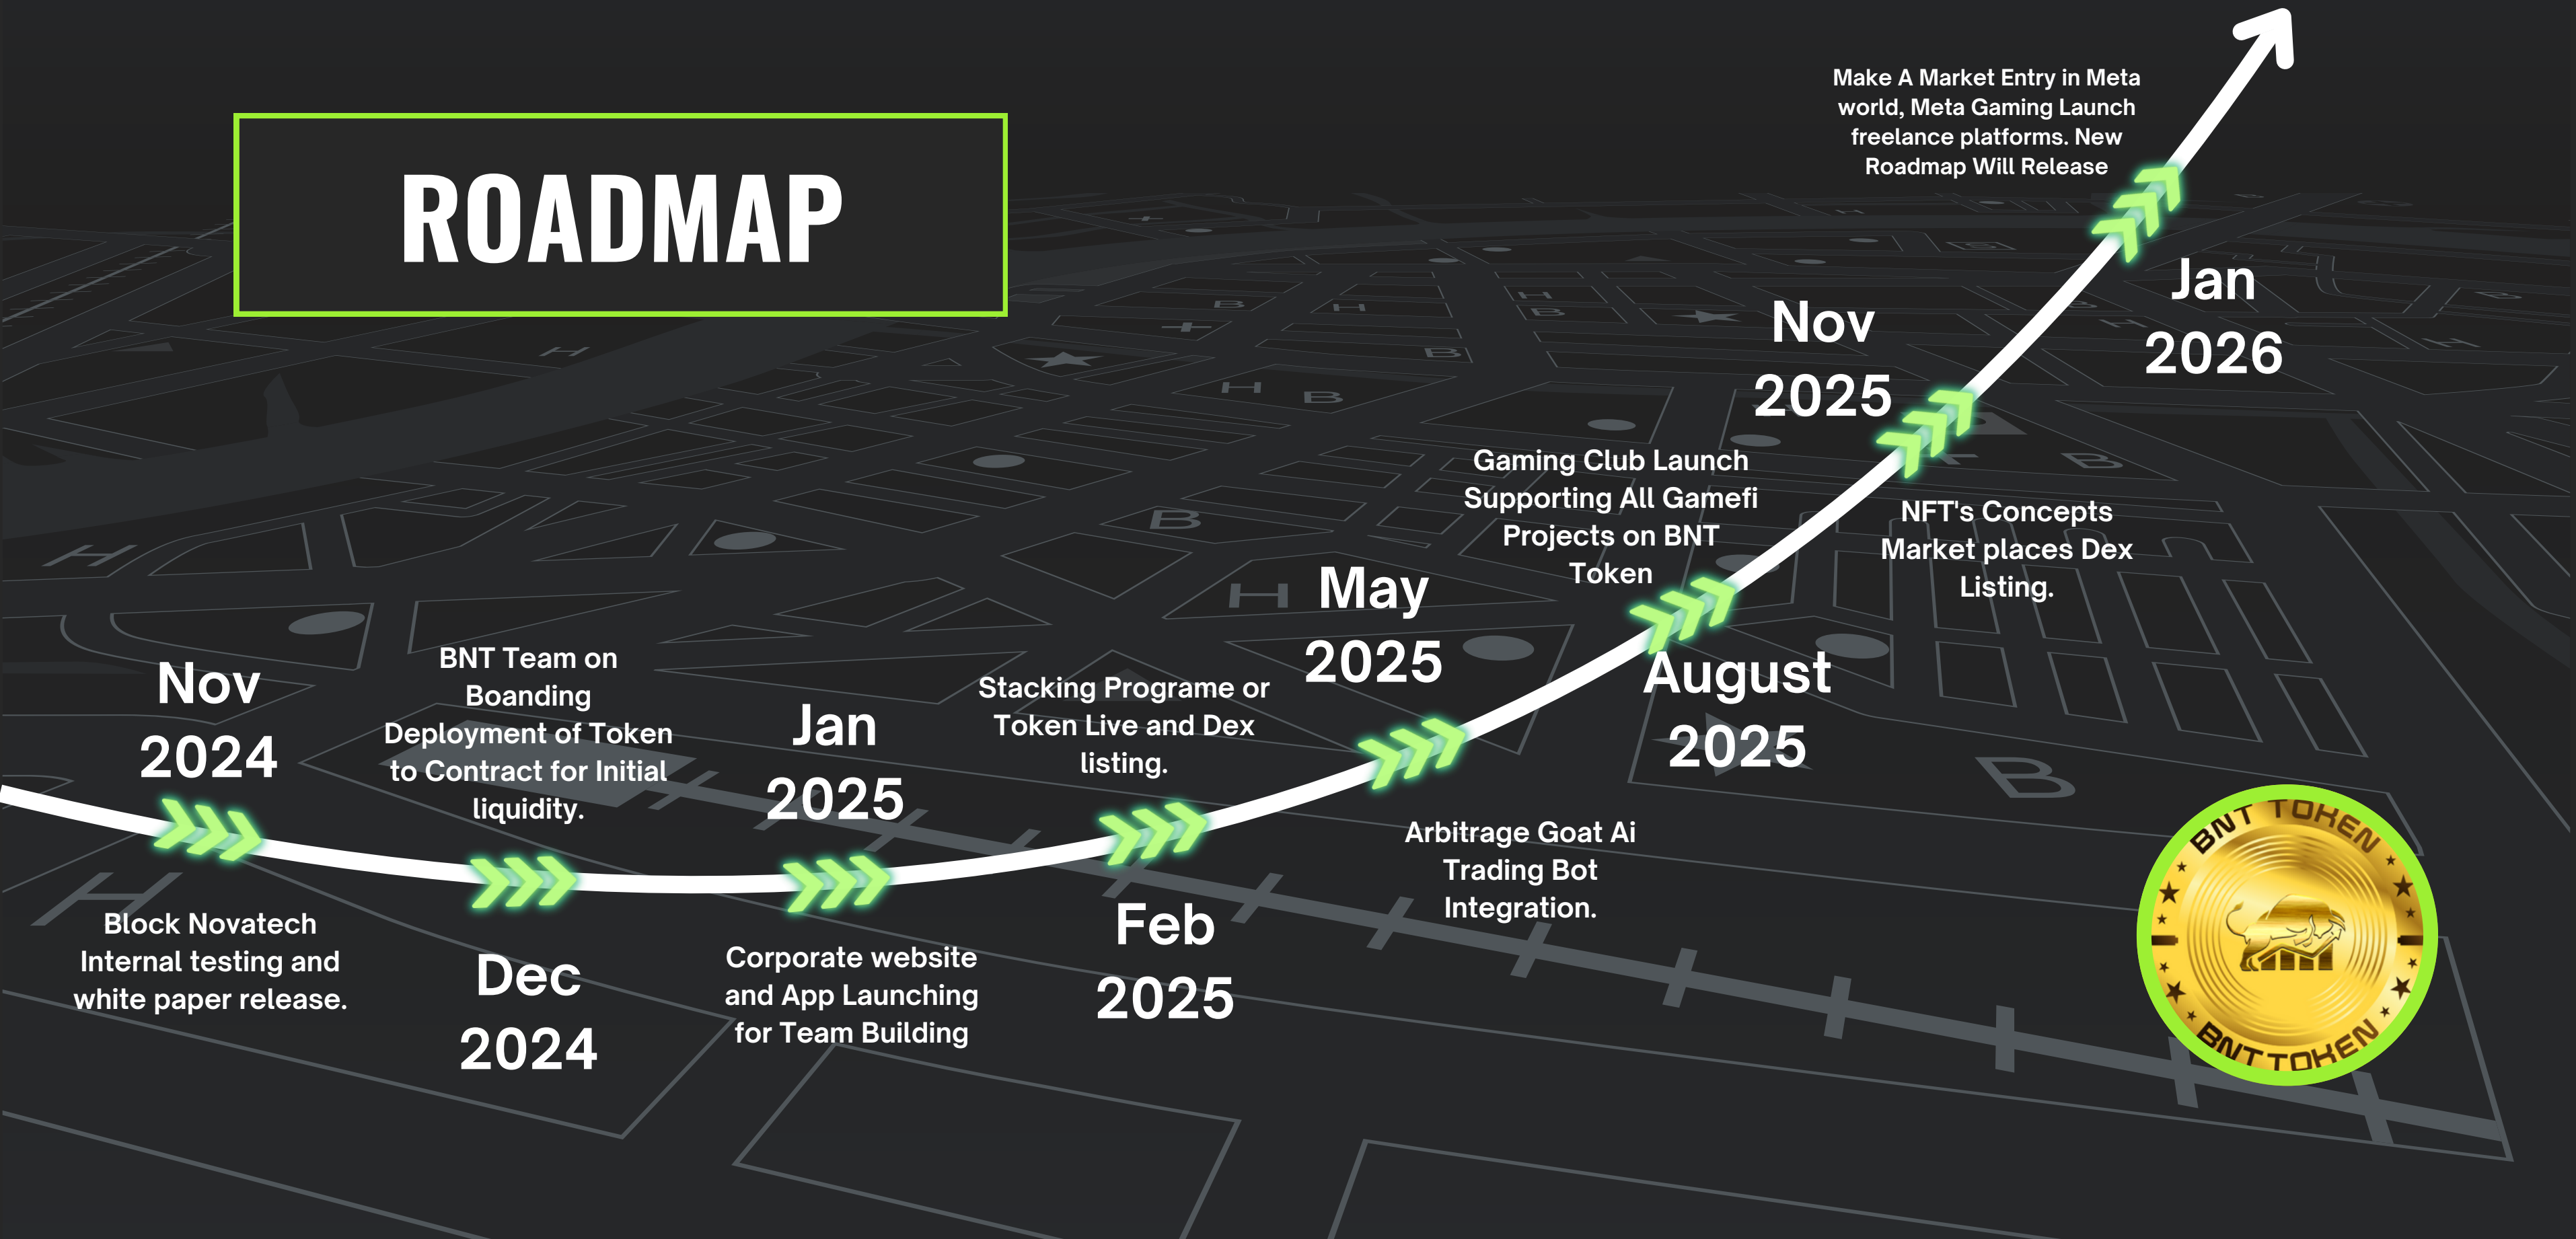 ROADMAP
Nov
2024
Block Novatech
Internal testing and
white paper release.
BNT Team on
Boanding
Deployment of Token
to Contract for Initial
liquidity.
Dec
2024
Jan
2025
Corporate website
and App Launching
for Team Building
Stacking Programe or
Token Live and Dex
listing.
Feb
2025
May
2025
Arbitrage Goat Ai
Trading Bot
Integration.
Gaming Club Launch
Supporting All Gamefi
Projects on BNT
Token
August
2025
Nov
2025
NFT's Concepts
Market places Dex
Listing.
Make A Market Entry in Meta
world, Meta Gaming Launch
freelance platforms. New
Roadmap Will Release
Jan
2026
BNT TOKEN
BNT TOKEN
H
H
H
H
H
H
H
B
B
B
B
B
B
B
B